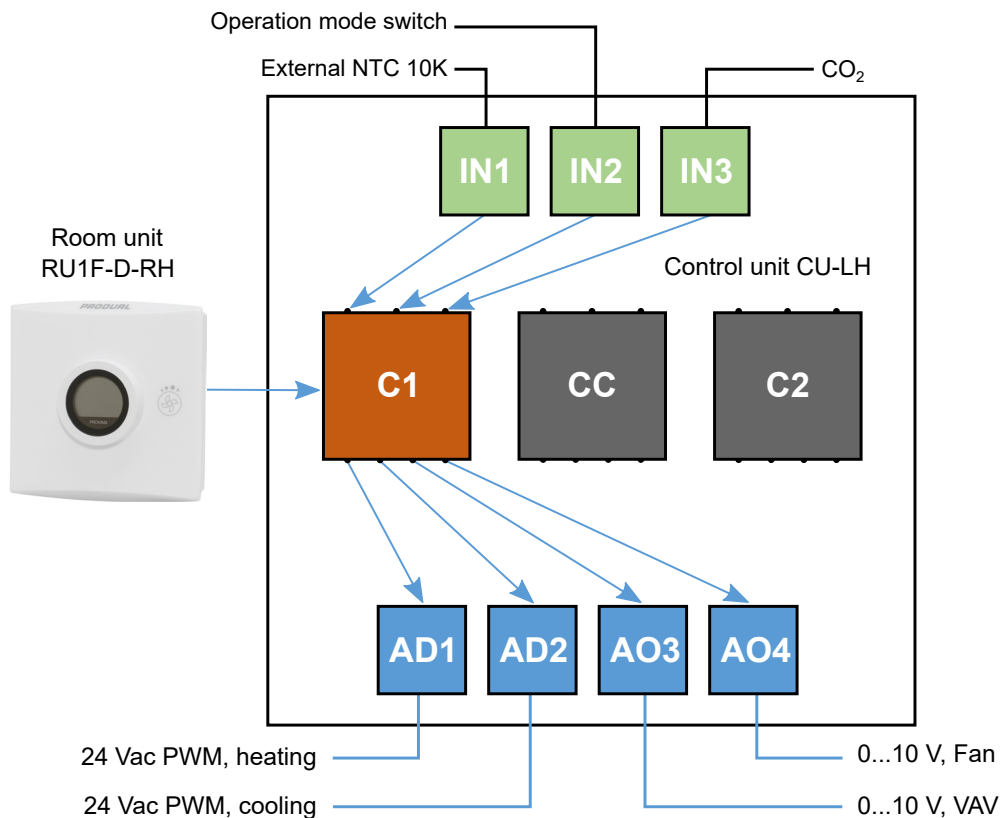 Operation mode switch
External NTC 10K
CO₂
IN1
IN2
IN3
Room unit
RU1F-D-RH
Control unit CU-LH
PRODUAL
PRODUAL
C1
CC
C2
AD1
AD2
AO3
AO4
24 Vac PWM, heating
0...10 V, Fan
24 Vac PWM, cooling
0...10 V, VAV